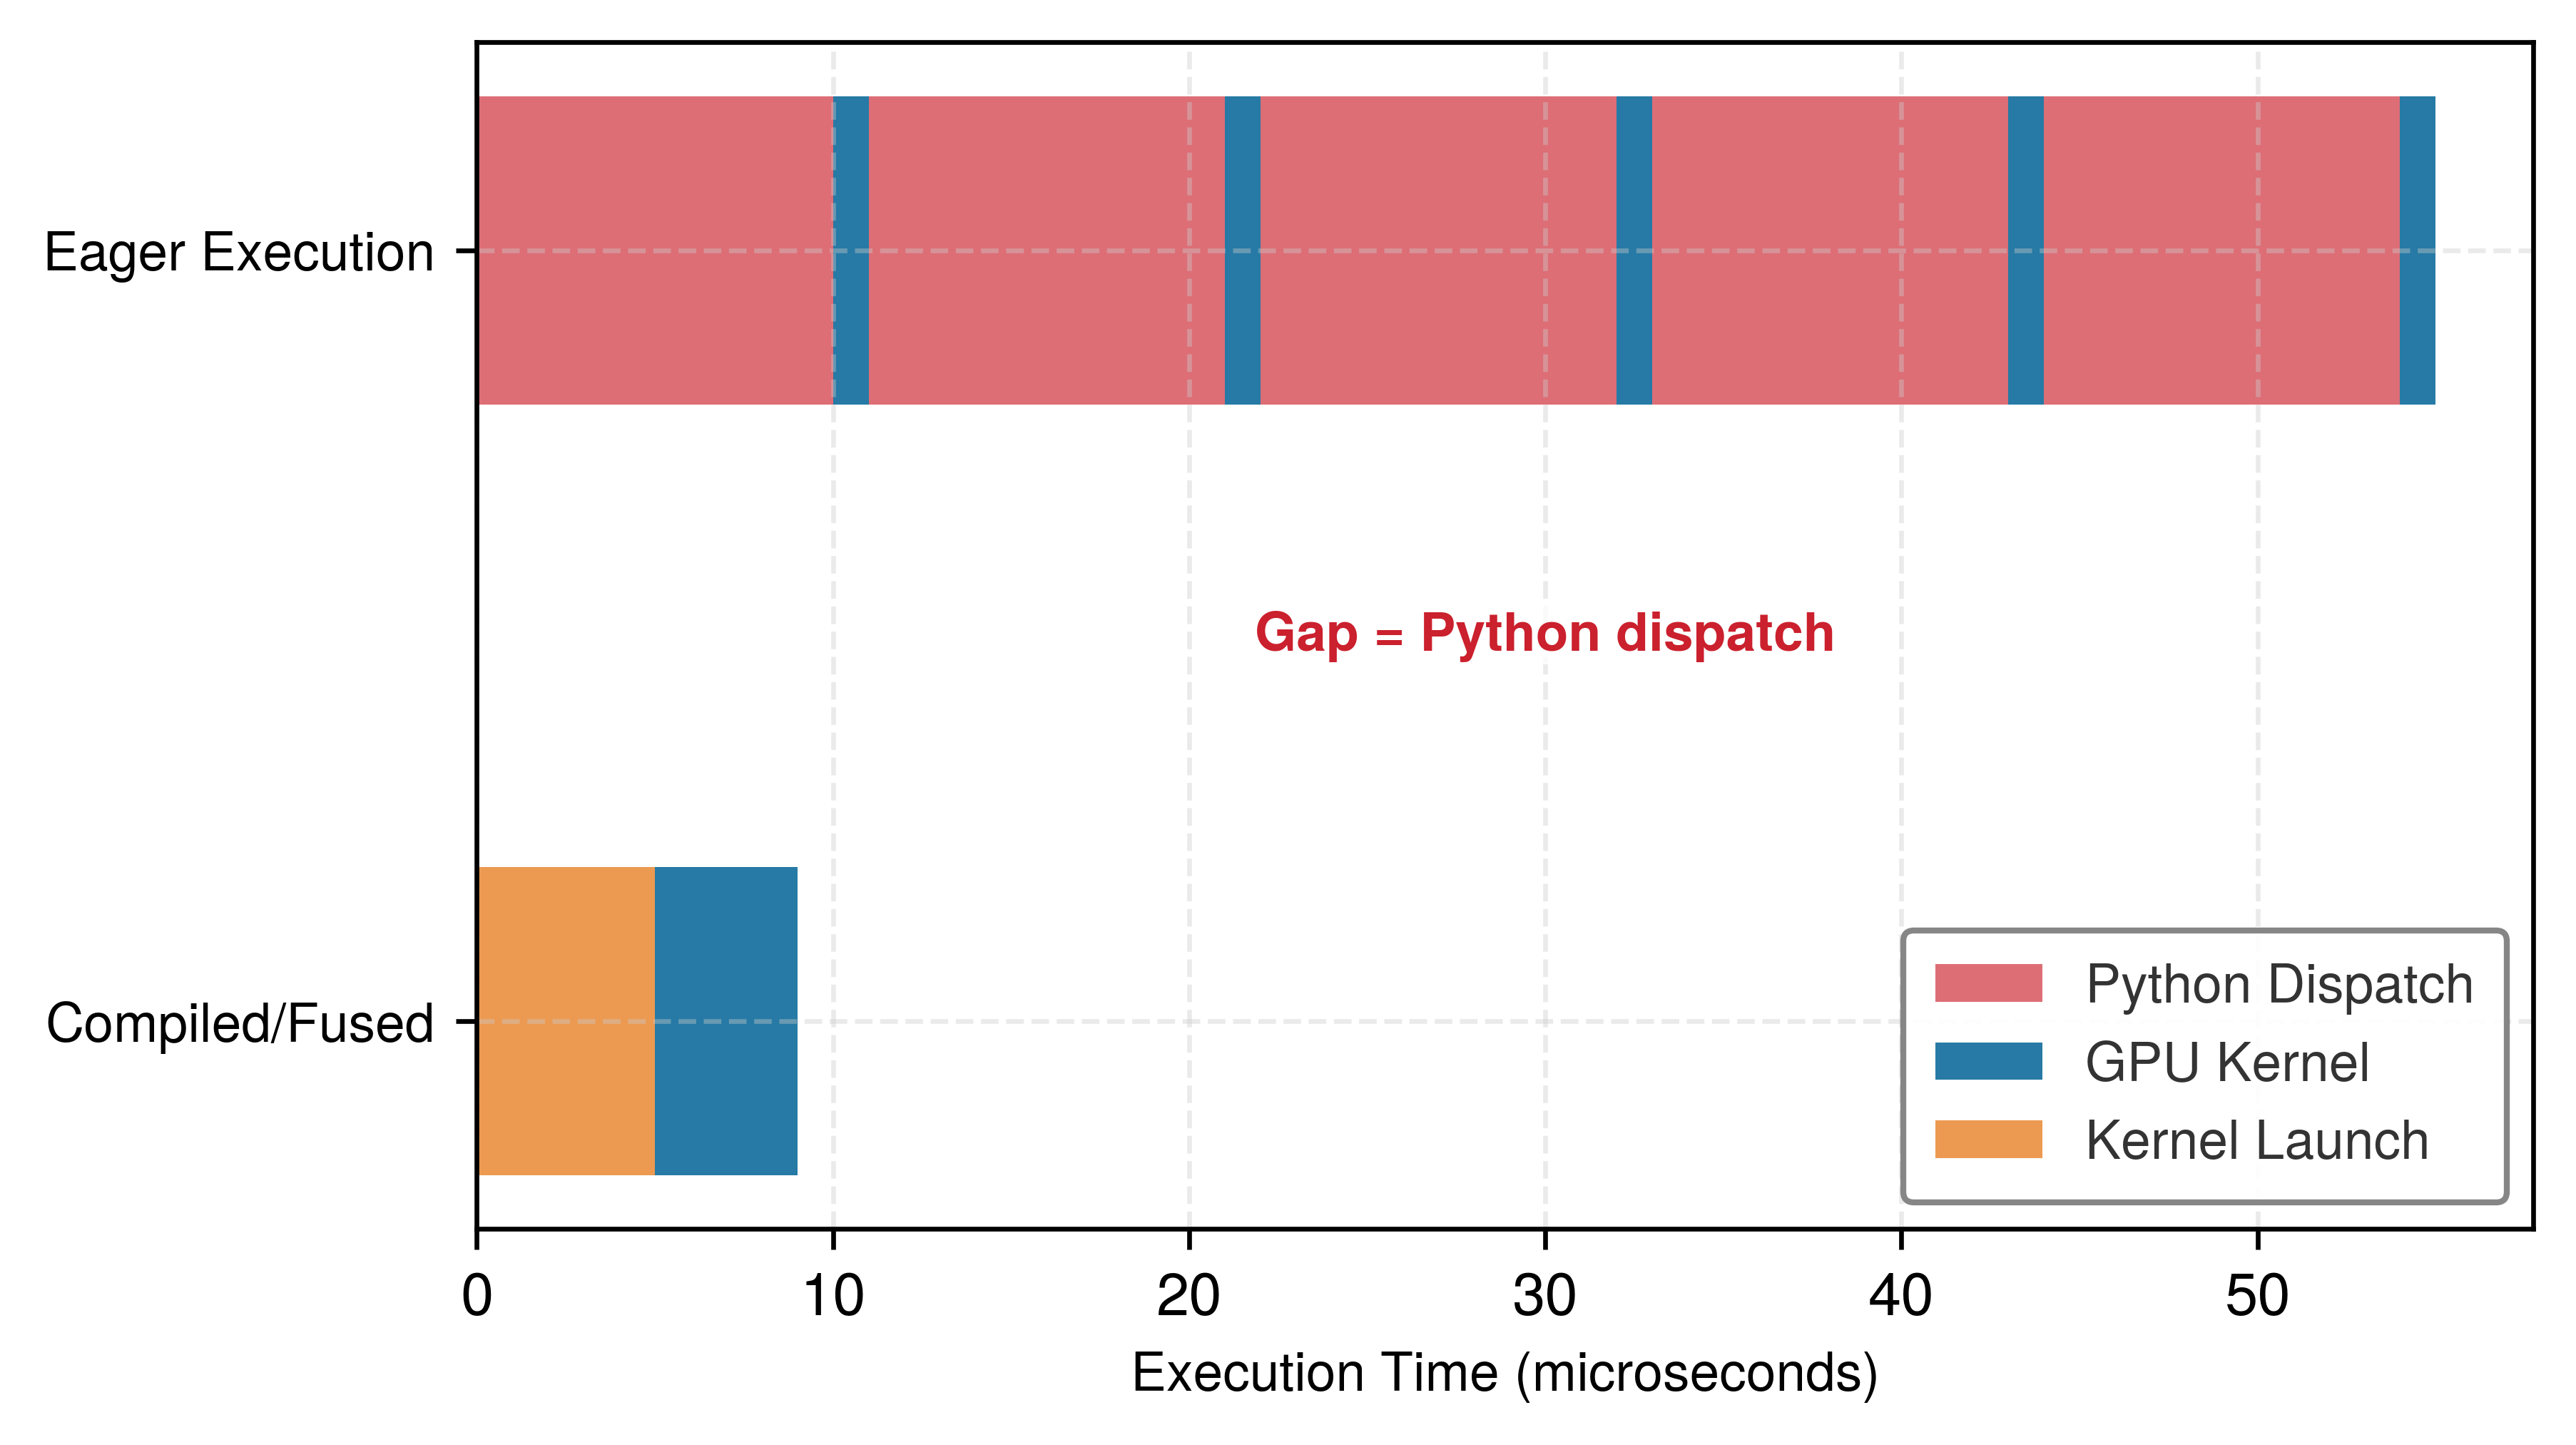 Eager Execution
Gap = Python dispatch
Compiled/Fused
Python Dispatch
GPU Kernel
Kernel Launch
0 10 20 30 40 50
Execution Time (microseconds)